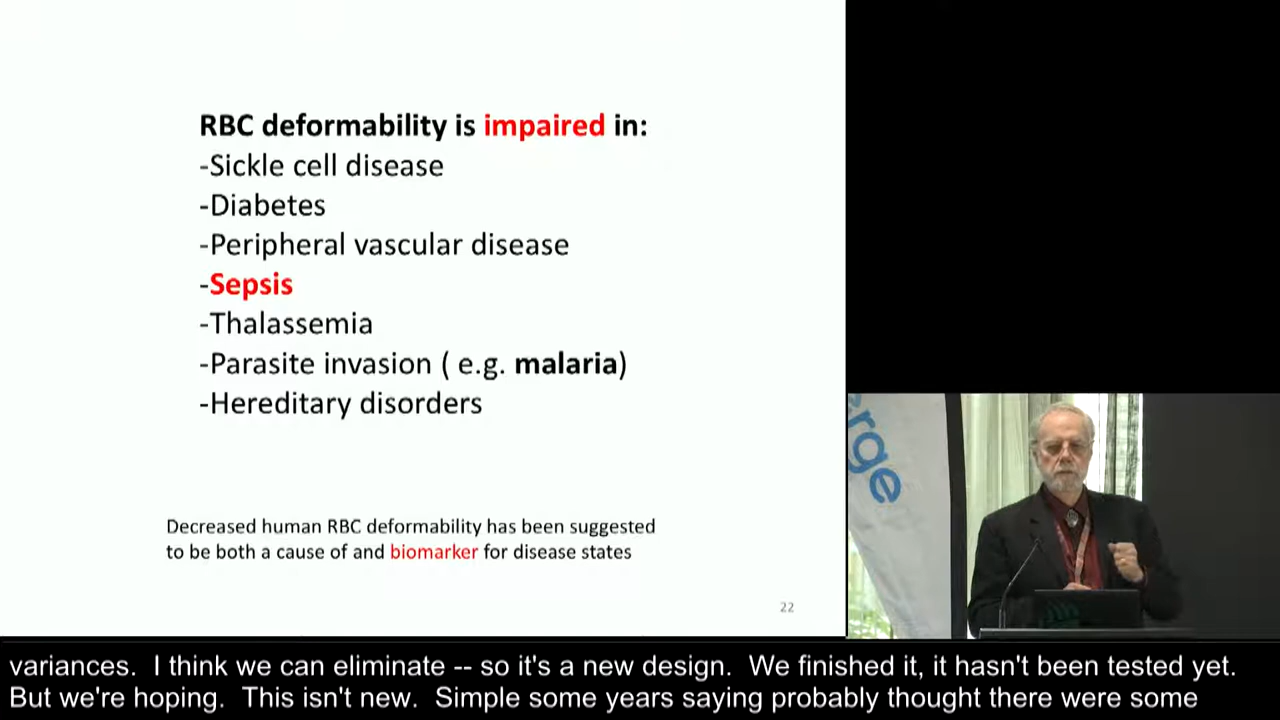 RBC deformability is impaired in:
-Sickle cell disease
-Diabetes
-Peripheral vascular disease
-Sepsis
-Thalassemia
-Parasite invasion ( e.g. malaria)
-Hereditary disorders
Decreased human RBC deformability has been suggested
to be both a cause of and biomarker for disease states
22
erge
variances.  I think we can eliminate -- so it's a new design.  We finished it, it hasn't been tested yet.
But we're hoping.  This isn't new.  Simple some years saying probably thought there were some